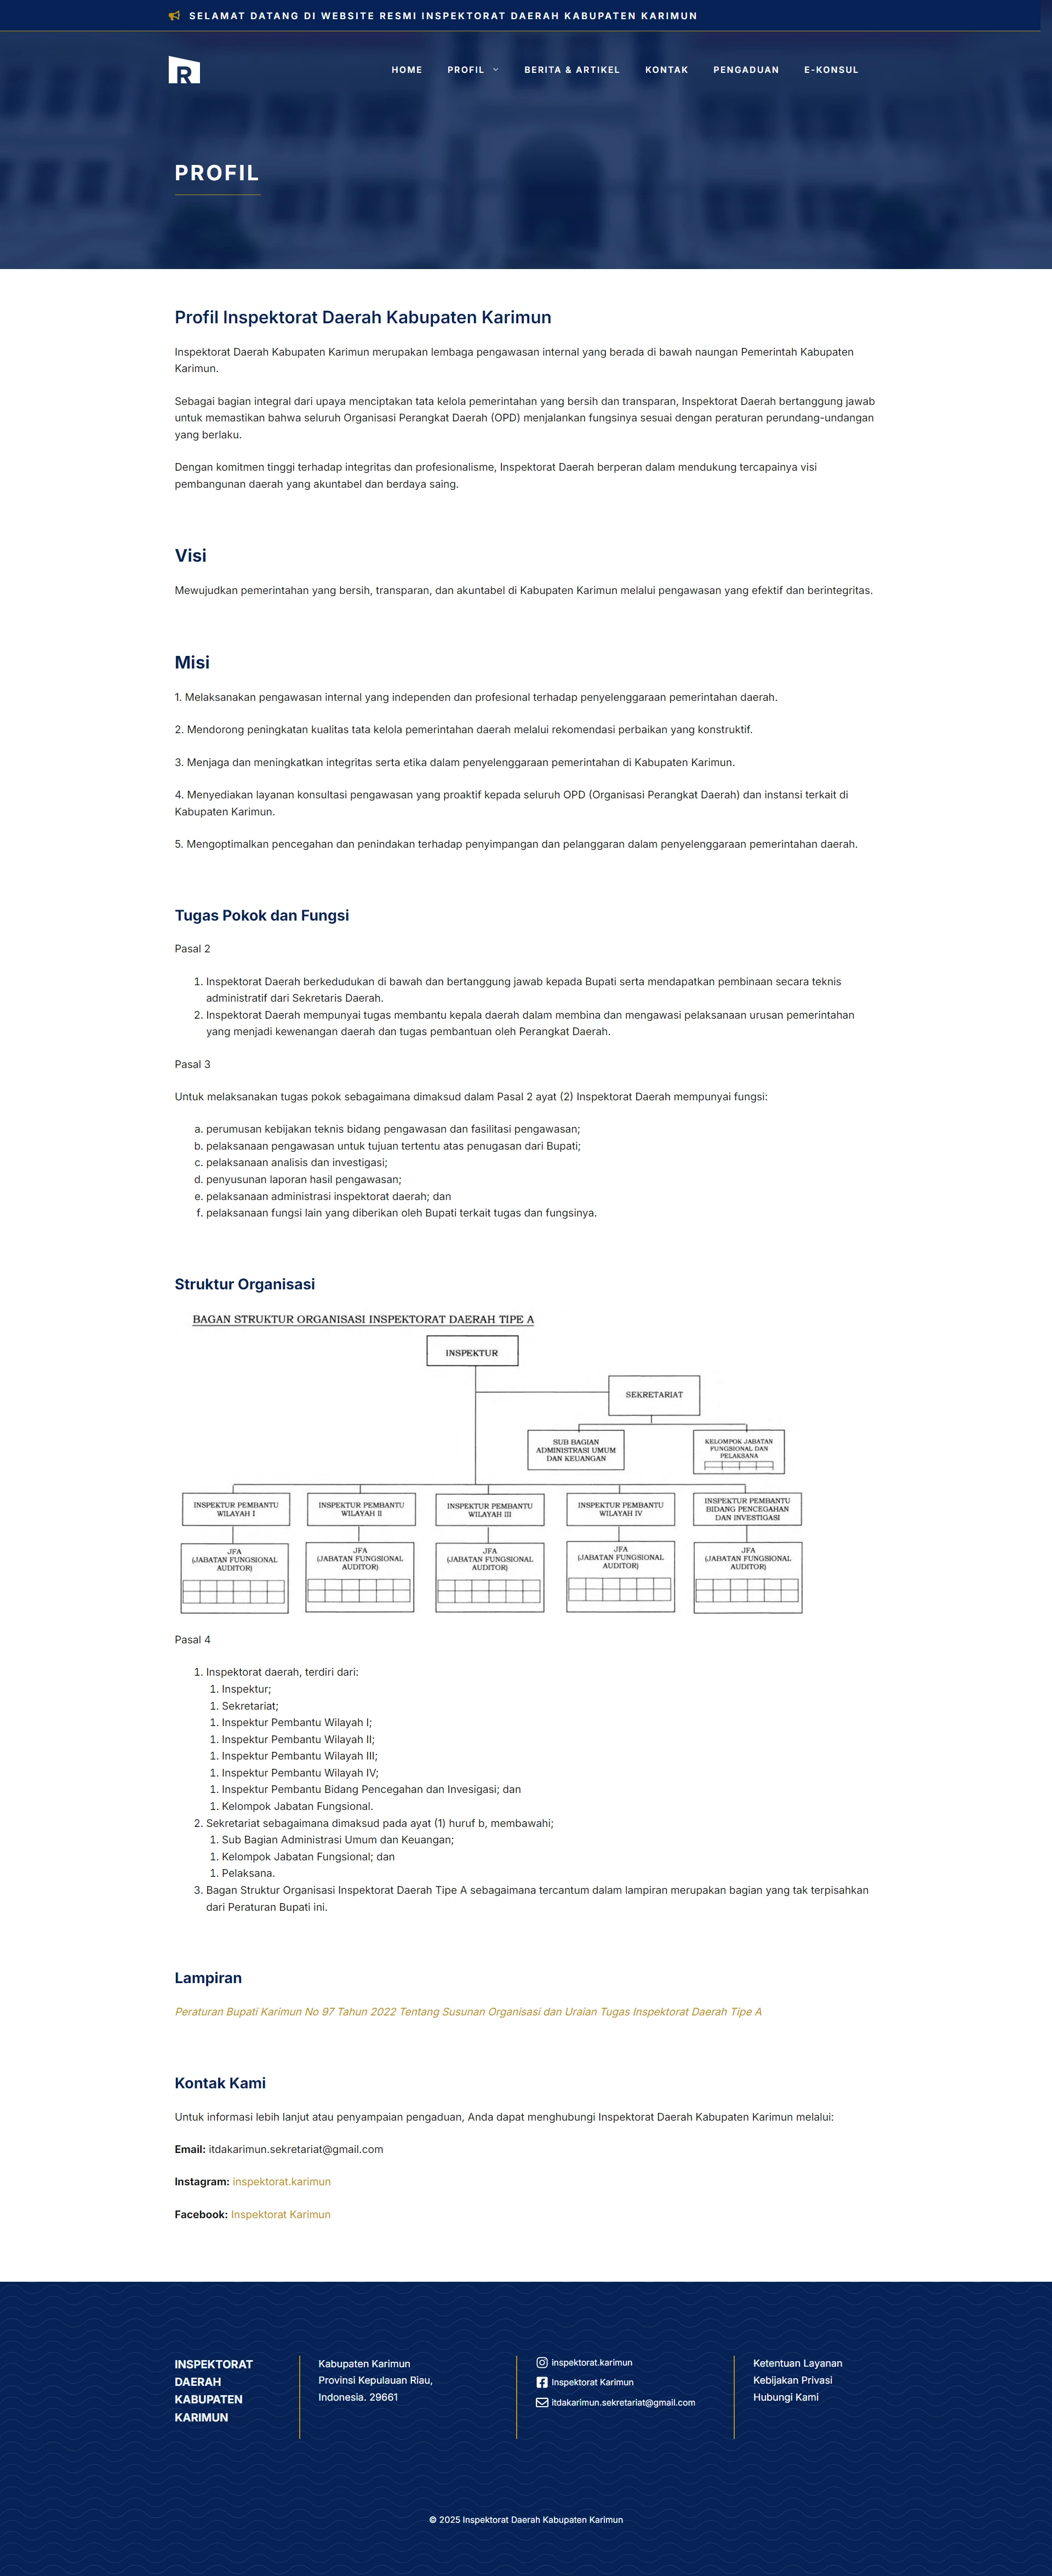 SELAMAT DATANG DI WEBSITE RESMI INSPEKTORAT DAERAH KABUPATEN KARIMUN
R
HOME PROFIL BERITA & ARTIKEL KONTAK PENGADUAN E-KONSUL
PROFIL
Profil Inspektorat Daerah Kabupaten Karimun
Inspektorat Daerah Kabupaten Karimun merupakan lembaga pengawasan internal yang berada di bawah naungan Pemerintah Kabupaten
Karimun.
Sebagai bagian integral dari upaya menciptakan tata kelola pemerintahan yang bersih dan transparan, Inspektorat Daerah bertanggung jawab
untuk memastikan bahwa seluruh Organisasi Perangkat Daerah (OPD) menjalankan fungsinya sesuai dengan peraturan perundang-undangan
yang berlaku.
Dengan komitmen tinggi terhadap integritas dan profesionalisme, Inspektorat Daerah berperan dalam mendukung tercapainya visi
pembangunan daerah yang akuntabel dan berdaya saing.
Visi
Mewujudkan pemerintahan yang bersih, transparan, dan akuntabel di Kabupaten Karimun melalui pengawasan yang efektif dan berintegritas.
Misi
1. Melaksanakan pengawasan internal yang independen dan profesional terhadap penyelenggaraan pemerintahan daerah.
2. Mendorong peningkatan kualitas tata kelola pemerintahan daerah melalui rekomendasi perbaikan yang konstruktif.
3. Menjaga dan meningkatkan integritas serta etika dalam penyelenggaraan pemerintahan di Kabupaten Karimun.
4. Menyediakan layanan konsultasi pengawasan yang proaktif kepada seluruh OPD (Organisasi Perangkat Daerah) dan instansi terkait di
Kabupaten Karimun.
5. Mengoptimalkan pencegahan dan penindakan terhadap penyimpangan dan pelanggaran dalam penyelenggaraan pemerintahan daerah.
Tugas Pokok dan Fungsi
Pasal 2
1. Inspektorat Daerah berkedudukan di bawah dan bertanggung jawab kepada Bupati serta mendapatkan pembinaan secara teknis
administratif dari Sekretaris Daerah.
2. Inspektorat Daerah mempunyai tugas membantu kepala daerah dalam membina dan mengawasi pelaksanaan urusan pemerintahan
yang menjadi kewenangan daerah dan tugas pembantuan oleh Perangkat Daerah.
Pasal 3
Untuk melaksanakan tugas pokok sebagaimana dimaksud dalam Pasal 2 ayat (2) Inspektorat Daerah mempunyai fungsi:
a. perumusan kebijakan teknis bidang pengawasan dan fasilitasi pengawasan;
b. pelaksanaan pengawasan untuk tujuan tertentu atas penugasan dari Bupati;
c. pelaksanaan analisis dan investigasi;
d. penyusunan laporan hasil pengawasan;
e. pelaksanaan administrasi inspektorat daerah; dan
f. pelaksanaan fungsi lain yang diberikan oleh Bupati terkait tugas dan fungsinya.
Struktur Organisasi
BAGAN STRUKTUR ORGANISASI INSPEKTORAT DAERAH TIPE A
INSPEKTUR
SEKRETARIAT
SUB BAGIAN
ADMINISTRASI UMUM
DAN KEUANGAN
KELOMPOK JABATAN
FUNGSIONAL DAN
PELAKSANA
INSPEKTUR PEMBANTU
WILAYAH I
INSPEKTUR PEMBANTU
WILAYAH II
INSPEKTUR PEMBANTU
WILAYAH III
INSPEKTUR PEMBANTU
WILAYAH IV
INSPEKTUR PEMBANTU
BIDANG PENCEGAHAN
DAN INVESTIGASI
JFA
(JABATAN FUNGSIONAL
AUDITOR)
JFA
(JABATAN FUNGSIONAL
AUDITOR)
JFA
(JABATAN FUNGSIONAL
AUDITOR)
JFA
(JABATAN FUNGSIONAL
AUDITOR)
JFA
(JABATAN FUNGSIONAL
AUDITOR)
Pasal 4
1. Inspektorat daerah, terdiri dari:
1. Inspektur;
1. Sekretariat;
1. Inspektur Pembantu Wilayah I;
1. Inspektur Pembantu Wilayah II;
1. Inspektur Pembantu Wilayah III;
1. Inspektur Pembantu Wilayah IV;
1. Inspektur Pembantu Bidang Pencegahan dan Invesigasi; dan
1. Kelompok Jabatan Fungsional.
2. Sekretariat sebagaimana dimaksud pada ayat (1) huruf b, membawahi;
1. Sub Bagian Administrasi Umum dan Keuangan;
1. Kelompok Jabatan Fungsional; dan
1. Pelaksana.
3. Bagan Struktur Organisasi Inspektorat Daerah Tipe A sebagaimana tercantum dalam lampiran merupakan bagian yang tak terpisahkan
dari Peraturan Bupati ini.
Lampiran
Peraturan Bupati Karimun No 97 Tahun 2022 Tentang Susunan Organisasi dan Uraian Tugas Inspektorat Daerah Tipe A
Kontak Kami
Untuk informasi lebih lanjut atau penyampaian pengaduan, Anda dapat menghubungi Inspektorat Daerah Kabupaten Karimun melalui:
Email: itdakarimun.sekretariat@gmail.com
Instagram: inspektorat.karimun
Facebook: Inspektorat Karimun
INSPEKTORAT
DAERAH
KABUPATEN
KARIMUN
Kabupaten Karimun
Provinsi Kepulauan Riau,
Indonesia. 29661
inspektorat.karimun
Inspektorat Karimun
itdakarimun.sekretariat@gmail.com
Ketentuan Layanan
Kebijakan Privasi
Hubungi Kami
© 2025 Inspektorat Daerah Kabupaten Karimun